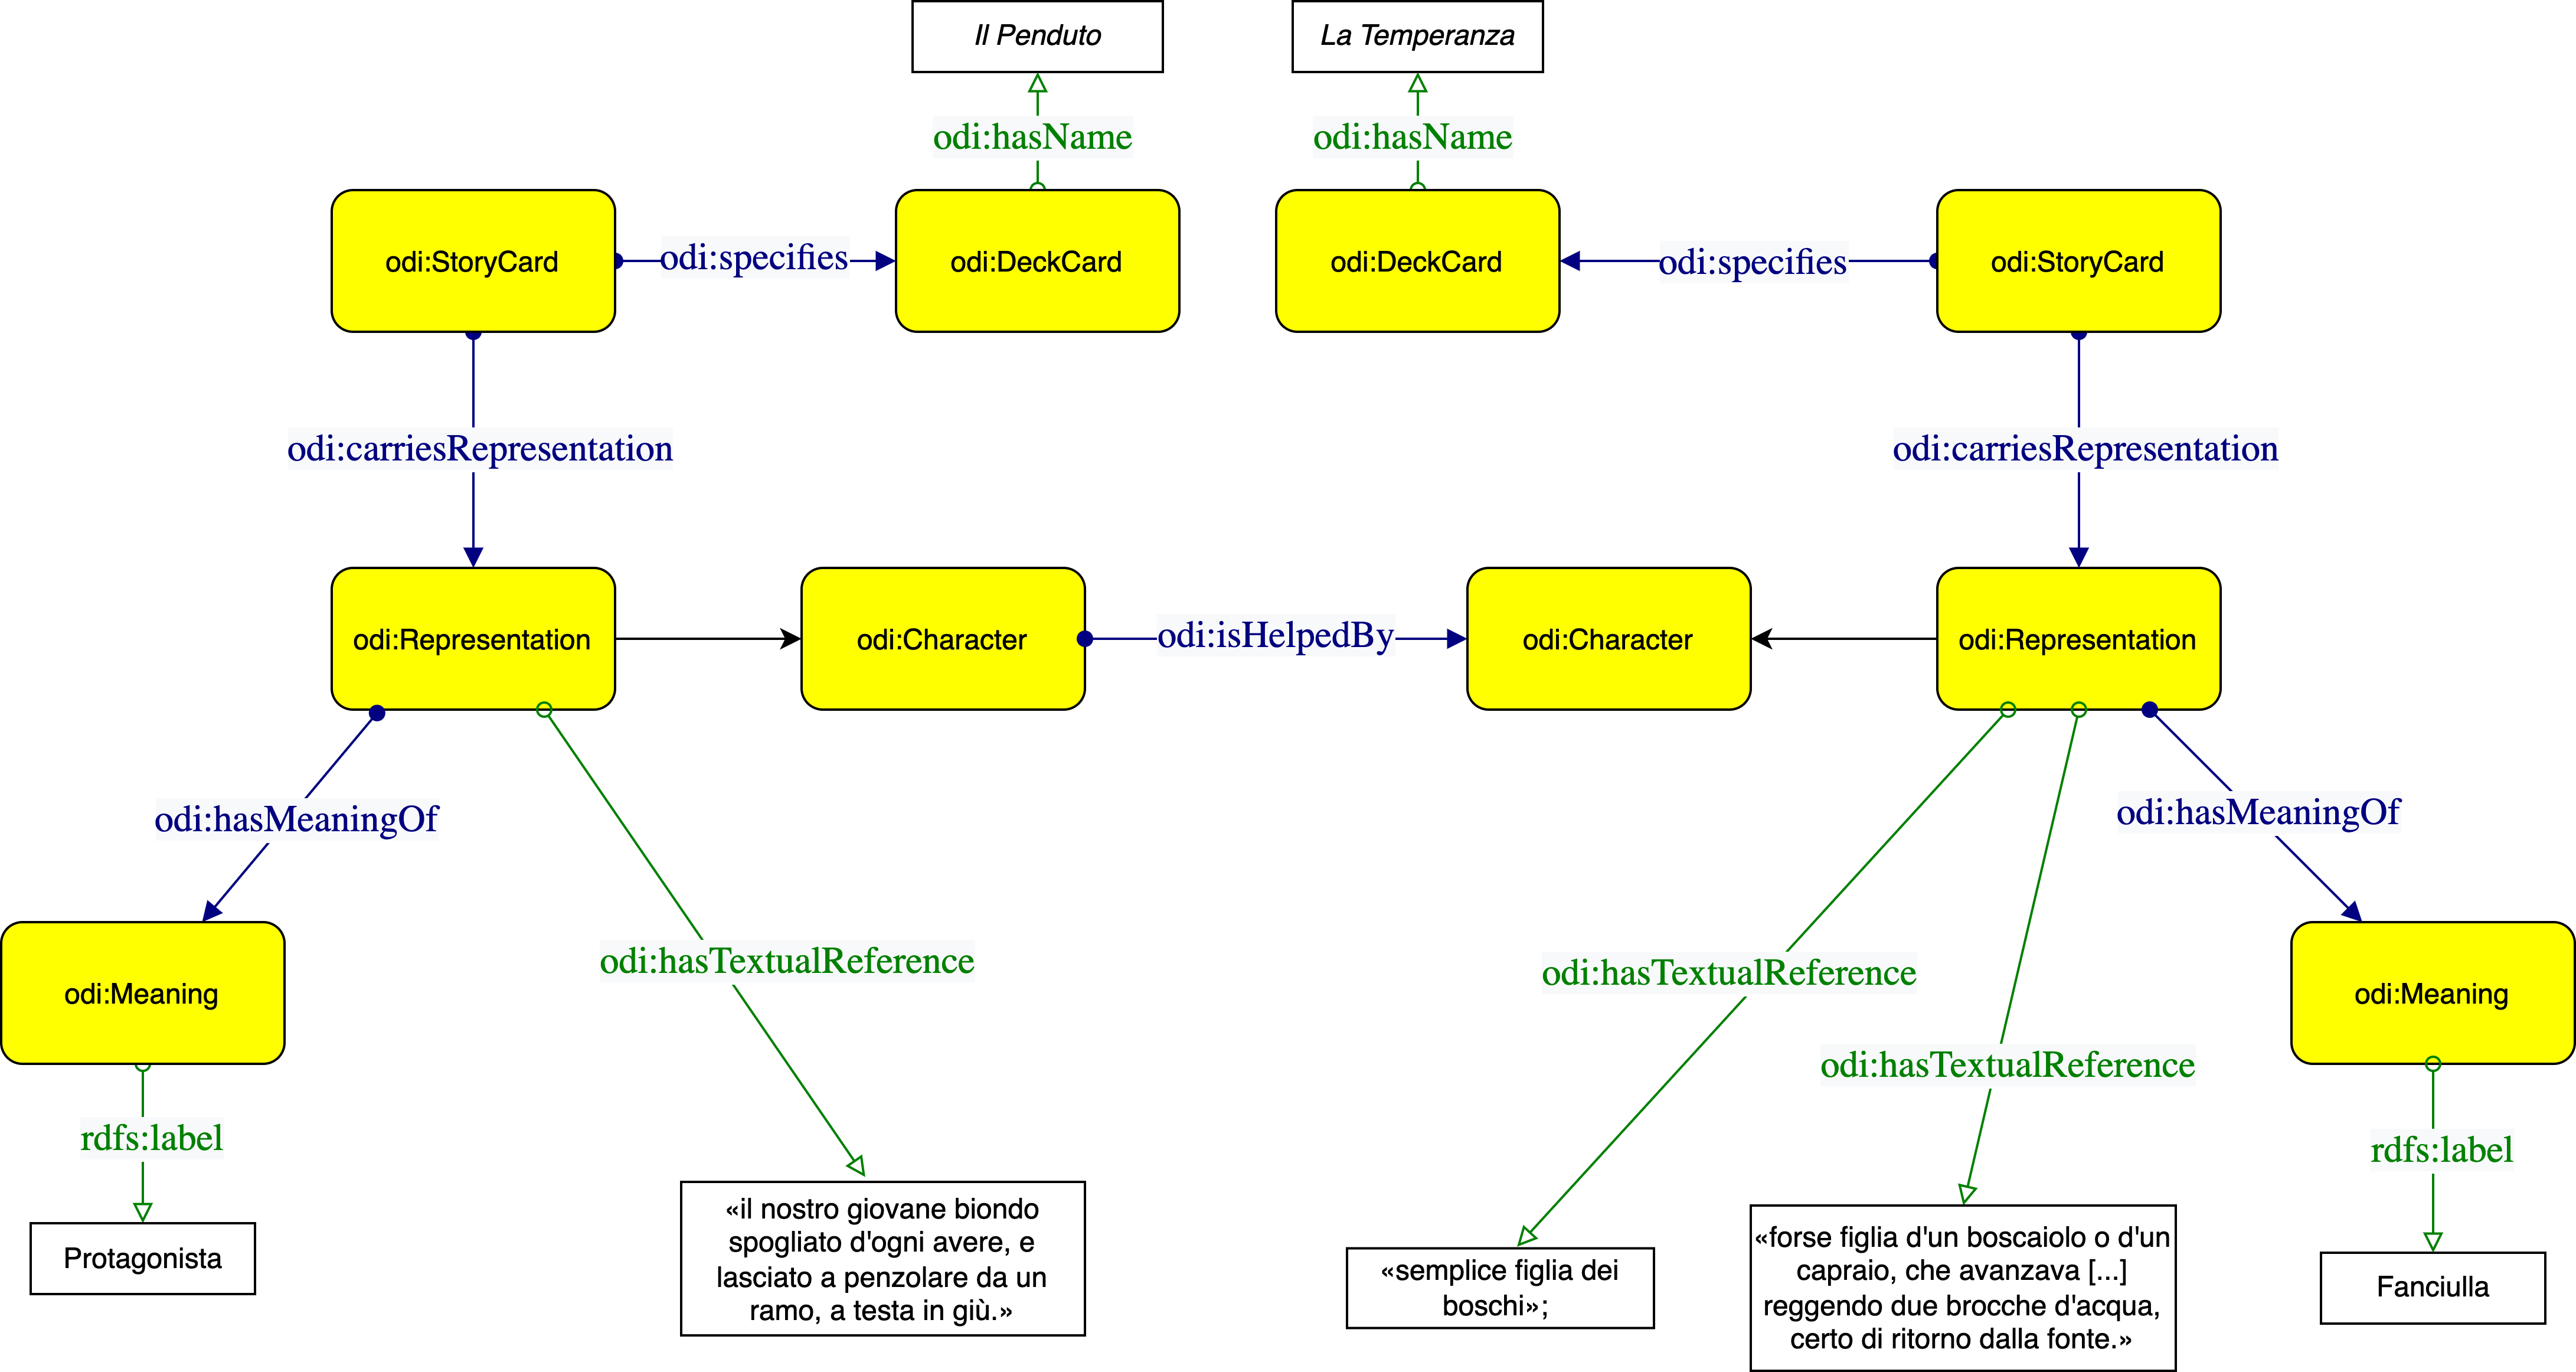 Il Penduto
La Temperanza
odi:hasName
odi:hasName
odi:StoryCard
odi:specifies
odi:DeckCard
odi:DeckCard
odi:specifies
odi:StoryCard
odi:carriesRepresentation
odi:carriesRepresentation
odi:Representation
odi:Character
odi:isHelpedBy
odi:Character
odi:Representation
odi:hasMeaningOf
odi:hasMeaningOf
odi:hasTextualReference
odi:hasTextualReference
odi:Meaning
odi:Meaning
odi:hasTextualReference
rdfs:label
rdfs:label
Protagonista
«il nostro giovane biondo
spogliato d'ogni avere, e
lasciato a penzolare da un
ramo, a testa in giù.»
«semplice figlia dei
boschi»;
«forse figlia d'un boscaiolo o d'un
capraio, che avanzava [...]
reggendo due brocche d'acqua,
certo di ritorno dalla fonte.»
Fanciulla